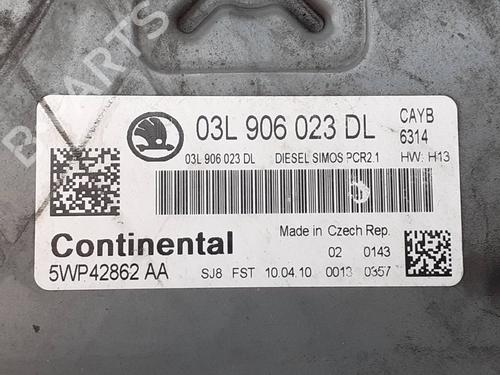 PARTS
03L 906 023 DL
CAYB
6314
03L 906 023 DL DIESEL SIMOS PCR2.1 HW: H13
Continental
Made in Czech Rep.
02 0143
5WP42862 AA
SJ8 FST 10.04.10 0013 0357